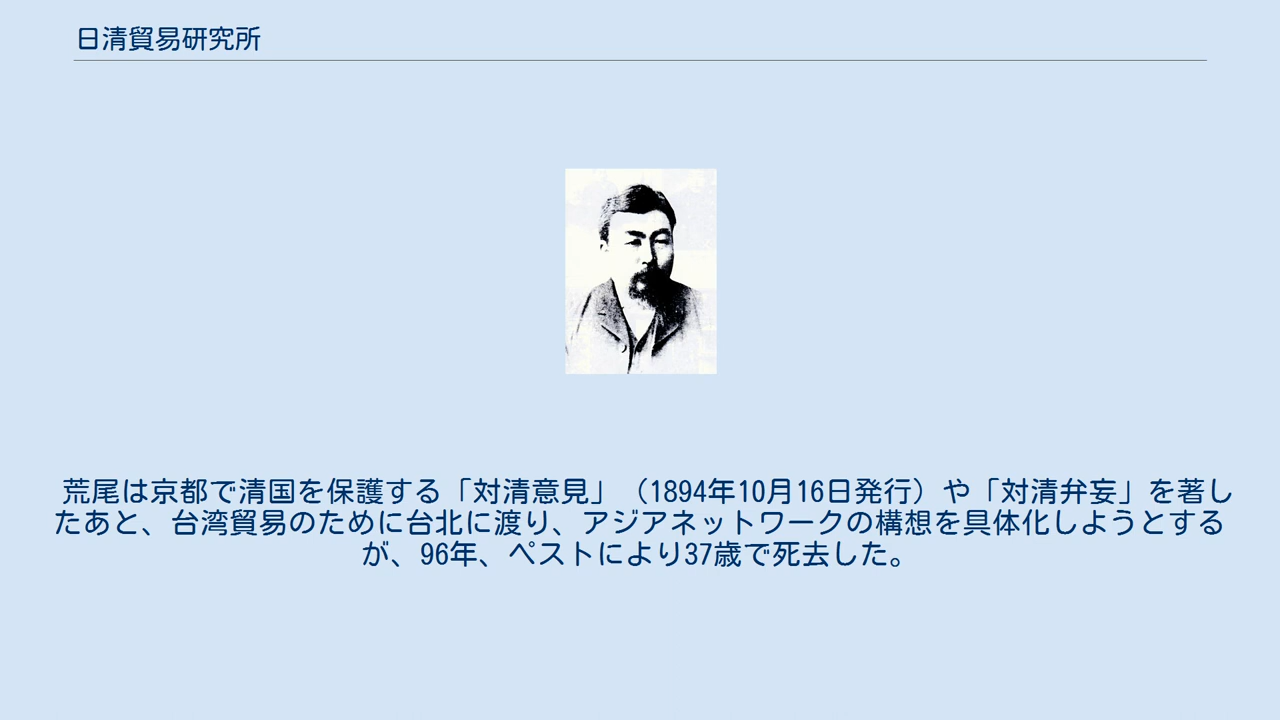 日清貿易研究所
荒尾は京都で清国を保護する「対清意見」（1894年10月16日発行）や「対清弁妄」を著し
たあと、台湾貿易のために台北に渡り、アジアネットワークの構想を具体化しようとする
が、96年、ペストにより37歳で死去した。